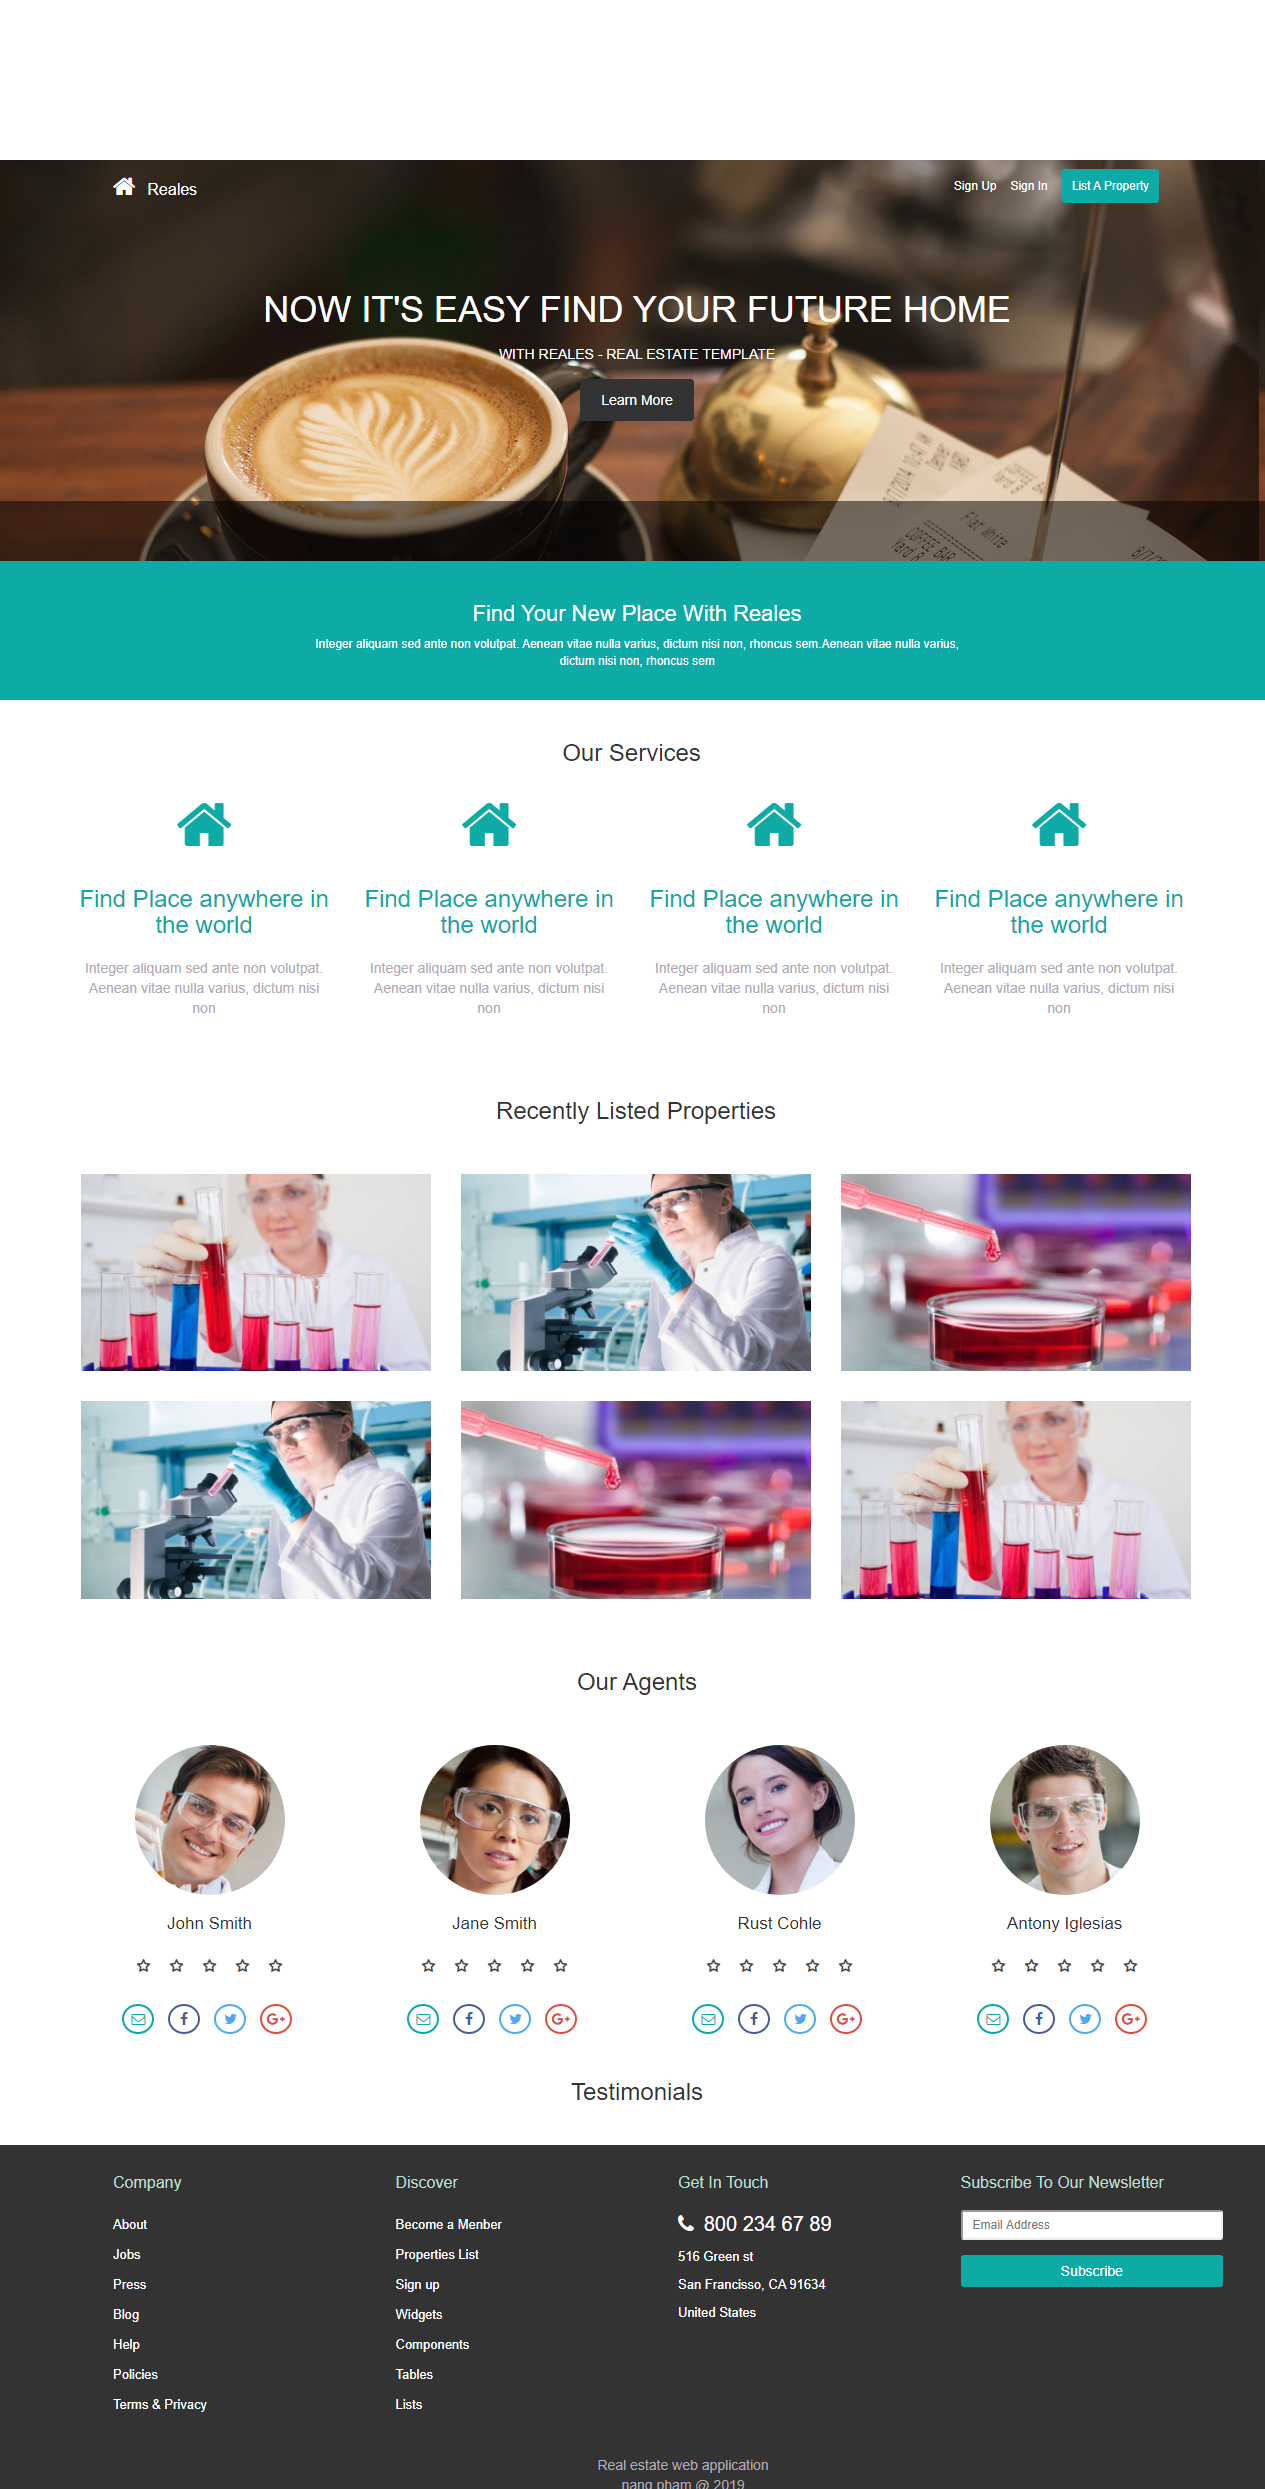 Reales
Sign Up Sign In List A Property
NOW IT'S EASY FIND YOUR FUTURE HOME
WITH REALES - REAL ESTATE TEMPLATE
Learn More
Flat White
COFFEE BAR
Find Your New Place With Reales
Integer aliquam sed ante non volutpat. Aenean vitae nulla varius, dictum nisi non, rhoncus sem.Aenean vitae nulla varius,
dictum nisi non, rhoncus sem
Our Services
Find Place anywhere in
the world
Integer aliquam sed ante non volutpat.
Aenean vitae nulla varius, dictum nisi
non
Find Place anywhere in
the world
Integer aliquam sed ante non volutpat.
Aenean vitae nulla varius, dictum nisi
non
Find Place anywhere in
the world
Integer aliquam sed ante non volutpat.
Aenean vitae nulla varius, dictum nisi
non
Find Place anywhere in
the world
Integer aliquam sed ante non volutpat.
Aenean vitae nulla varius, dictum nisi
non
Recently Listed Properties
Our Agents
John Smith
Jane Smith
Rust Cohle
Antony Iglesias
Testimonials
Company
About
Jobs
Press
Blog
Help
Policies
Terms & Privacy
Discover
Become a Menber
Properties List
Sign up
Widgets
Components
Tables
Lists
Get In Touch
800 234 67 89
516 Green st
San Francisso, CA 91634
United States
Subscribe To Our Newsletter
Email Address
Subscribe
Real estate web application
nang pham @ 2019